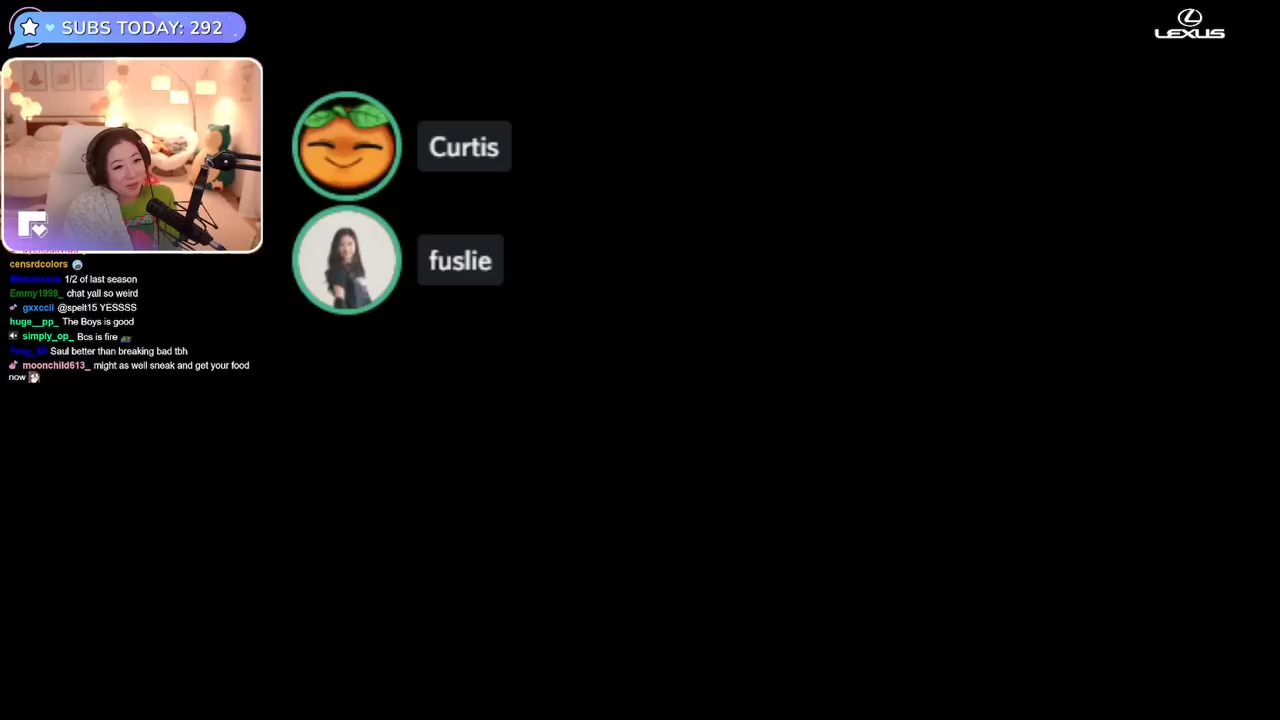 SUBS TODAY: 292
LEXUS
Curtis
fuslie
censrdcolors
1/2 of last season
Emmy1999_ chat yall so weird
gxxccii @spelt15 YESSSS
huge__pp_ The Boys is good
simply_op_ Bcs is fire
Saul better than breaking bad tbh
moonchild613_ might as well sneak and get your food
now